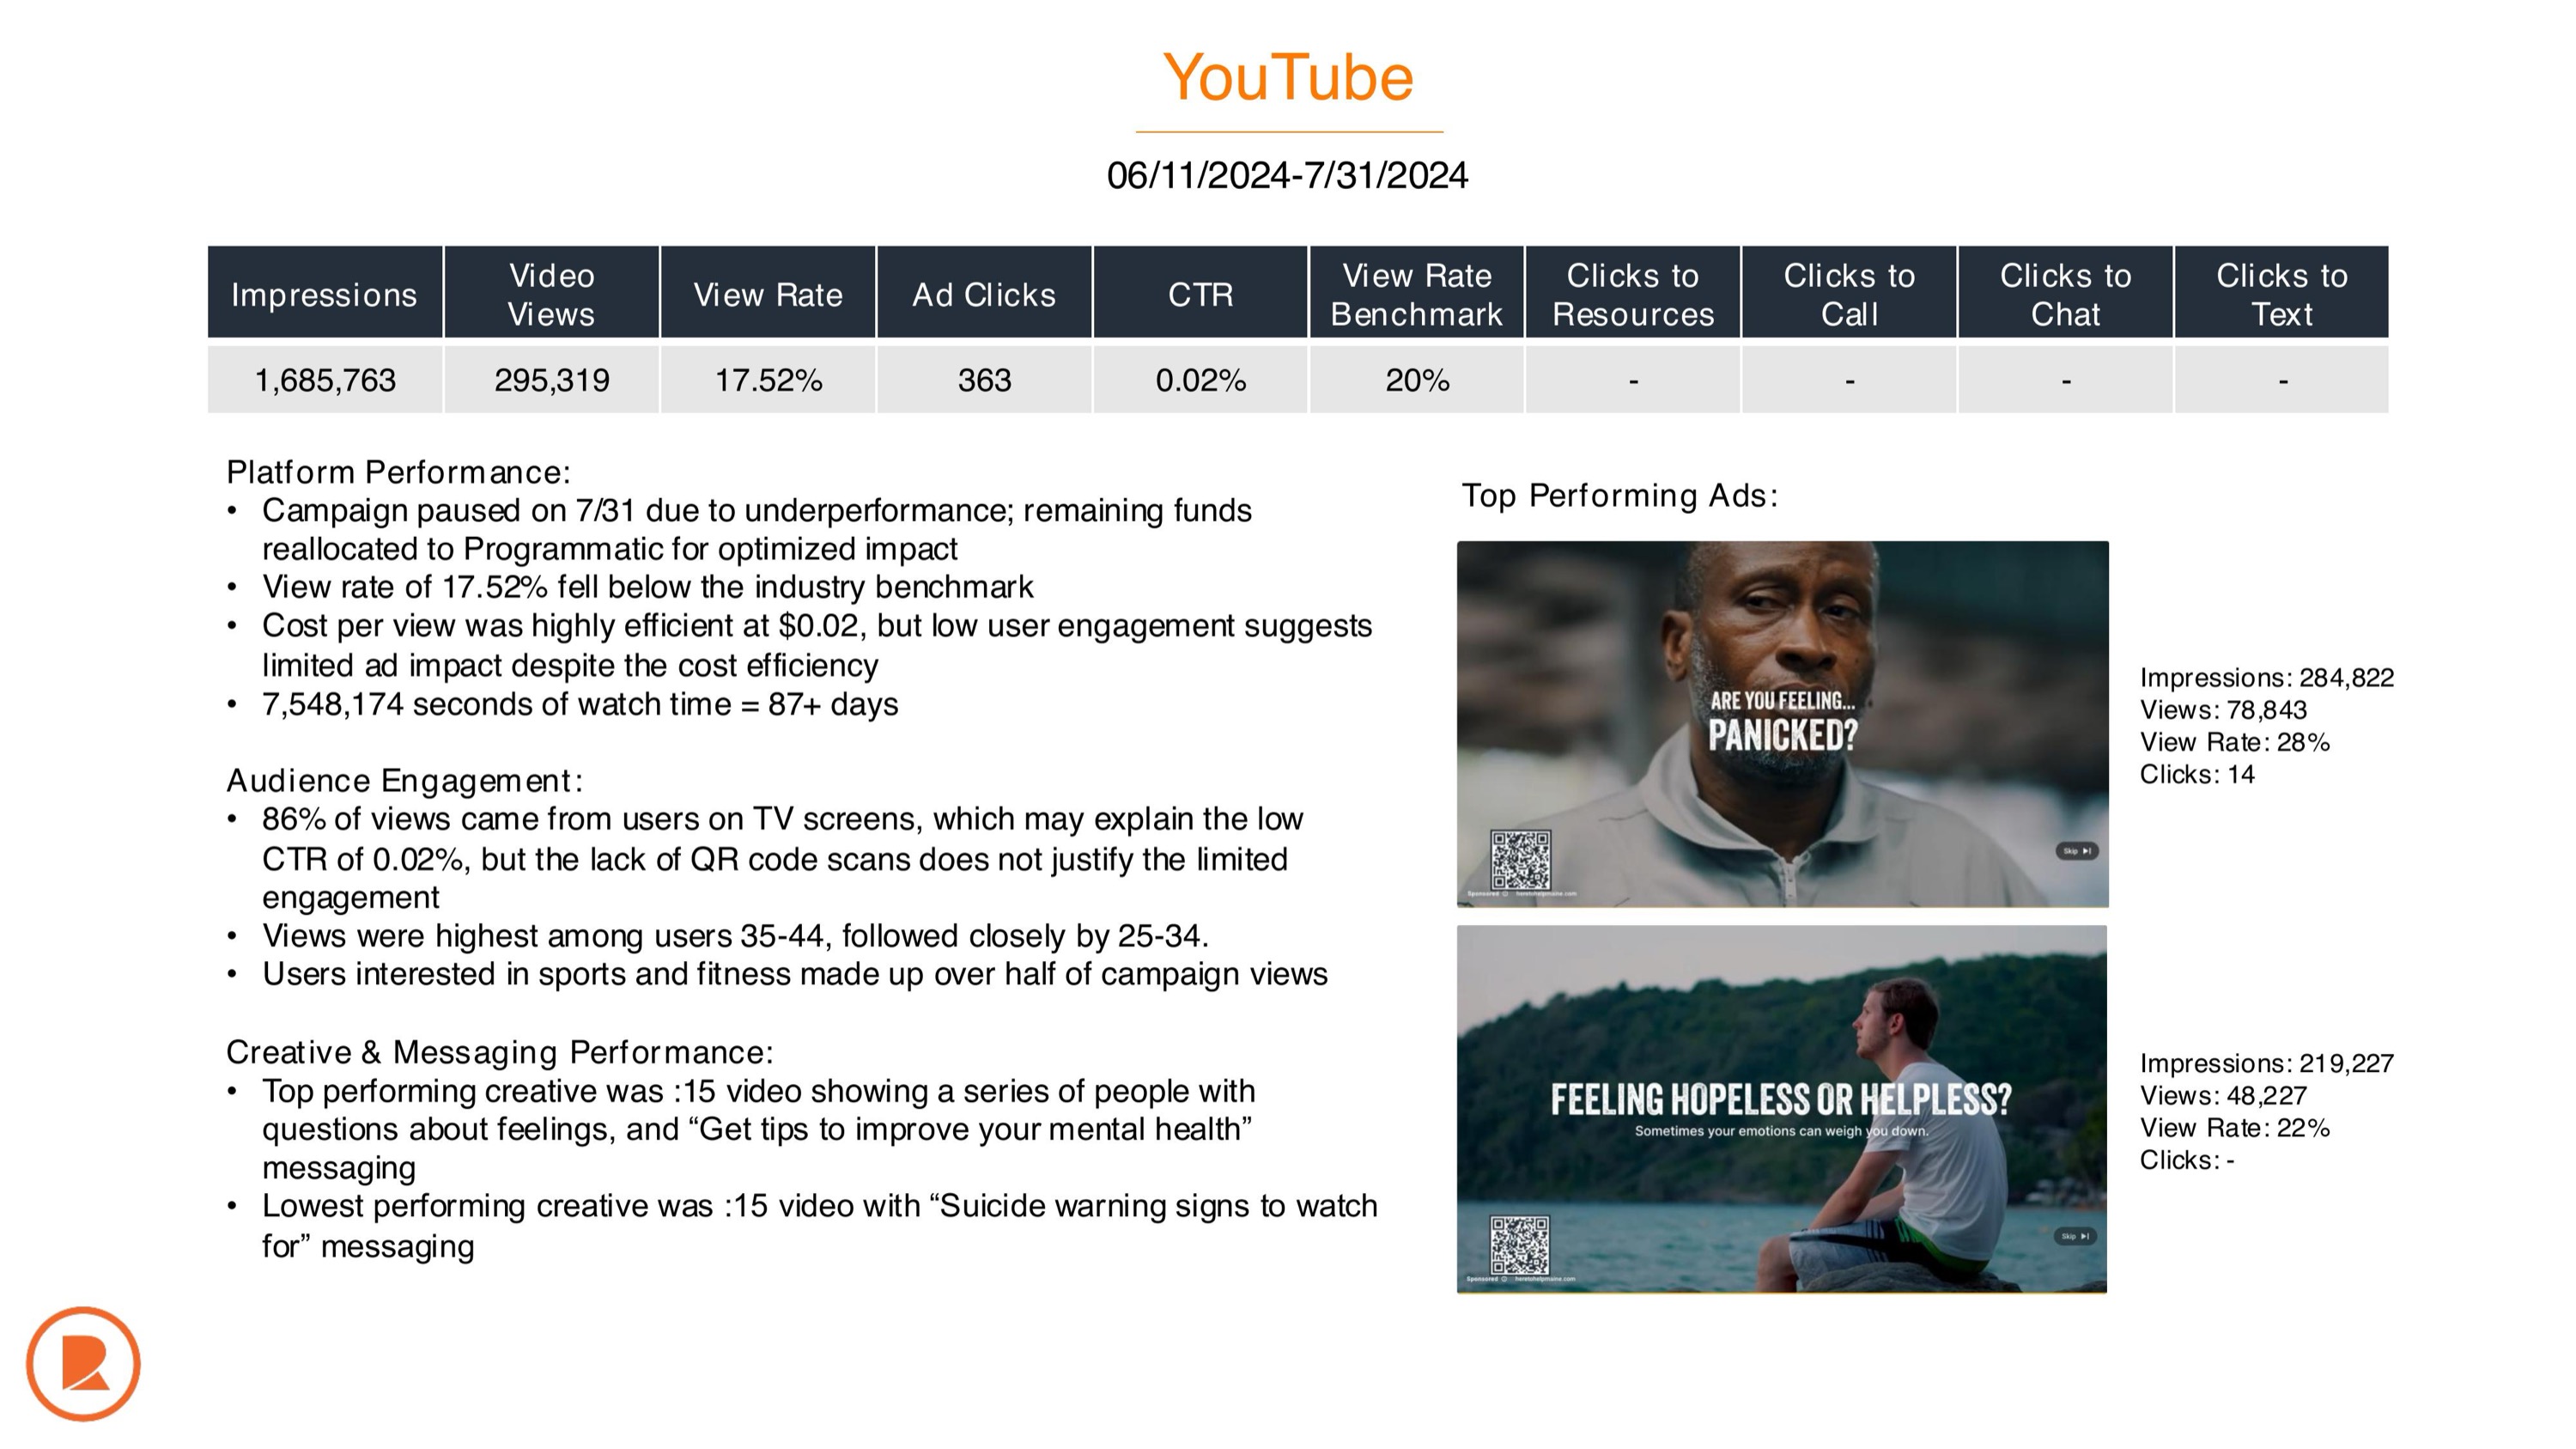 YouTube
06/11/2024-7/31/2024
Impressions
Video
Views
View Rate
Ad Clicks
CTR
View Rate
Benchmark
Clicks to
Resources
Clicks to
Call
Clicks to
Chat
Clicks to
Text
1,685,763
295,319
17.52%
363
0.02%
20%
-
-
-
-
Platform Performance:
• Campaign paused on 7/31 due to underperformance; remaining funds
reallocated to Programmatic for optimized impact
• View rate of 17.52% fell below the industry benchmark
• Cost per view was highly efficient at $0.02, but low user engagement suggests
limited ad impact despite the cost efficiency
• 7,548,174 seconds of watch time = 87+ days
Audience Engagement:
• 86% of views came from users on TV screens, which may explain the low
CTR of 0.02%, but the lack of QR code scans does not justify the limited
engagement
• Views were highest among users 35-44, followed closely by 25-34.
• Users interested in sports and fitness made up over half of campaign views
Creative & Messaging Performance:
• Top performing creative was :15 video showing a series of people with
questions about feelings, and “Get tips to improve your mental health”
messaging
• Lowest performing creative was :15 video with “Suicide warning signs to watch
for” messaging
Top Performing Ads:
ARE YOU FEELING...
PANICKED?
Skip
Sponsored heretohelpmaine.com
Impressions: 284,822
Views: 78,843
View Rate: 28%
Clicks: 14
FEELING HOPELESS OR HELPLESS?
Sometimes your emotions can weigh you down.
Skip
Sponsored heretohelpmaine.com
Impressions: 219,227
Views: 48,227
View Rate: 22%
Clicks: -
R